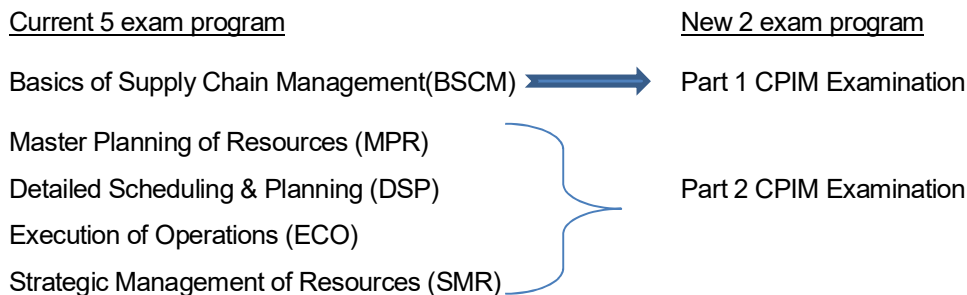 Current 5 exam program New 2 exam program
Basics of Supply Chain Management(BSCM) Part 1 CPIM Examination
Master Planning of Resources (MPR)
Detailed Scheduling & Planning (DSP) Part 2 CPIM Examination
Execution of Operations (ECO)
Strategic Management of Resources (SMR)